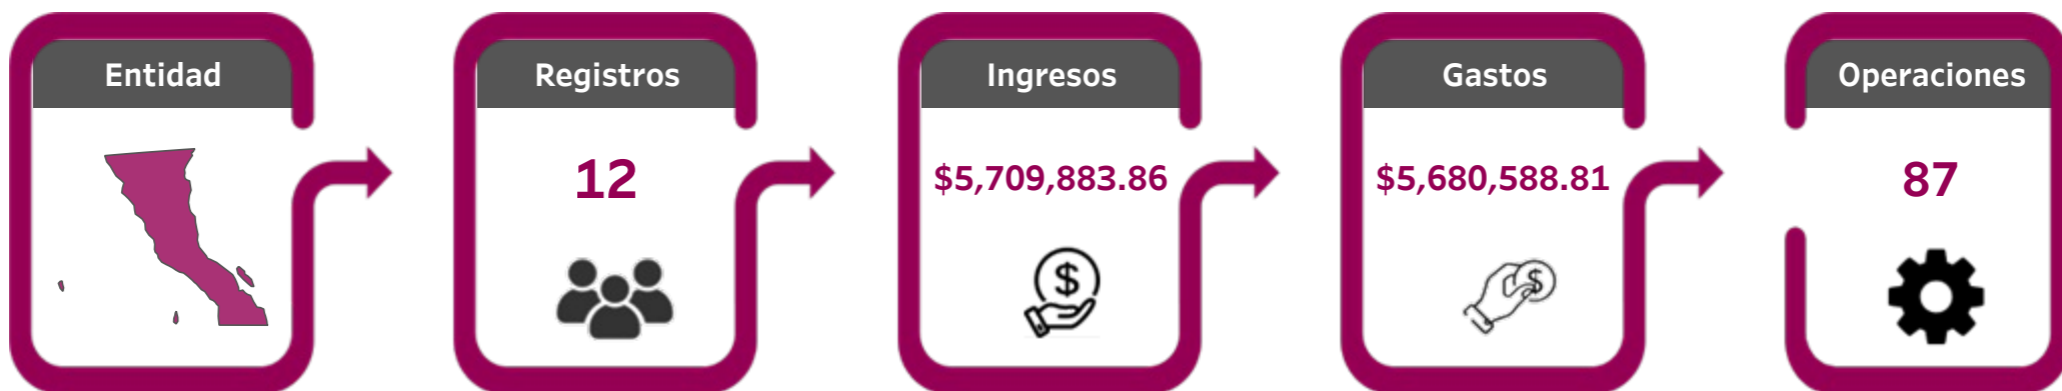 Entidad
Registros
12
Ingresos
$5,709,883.86
$
Gastos
$5,680,588.81
$
Operaciones
87